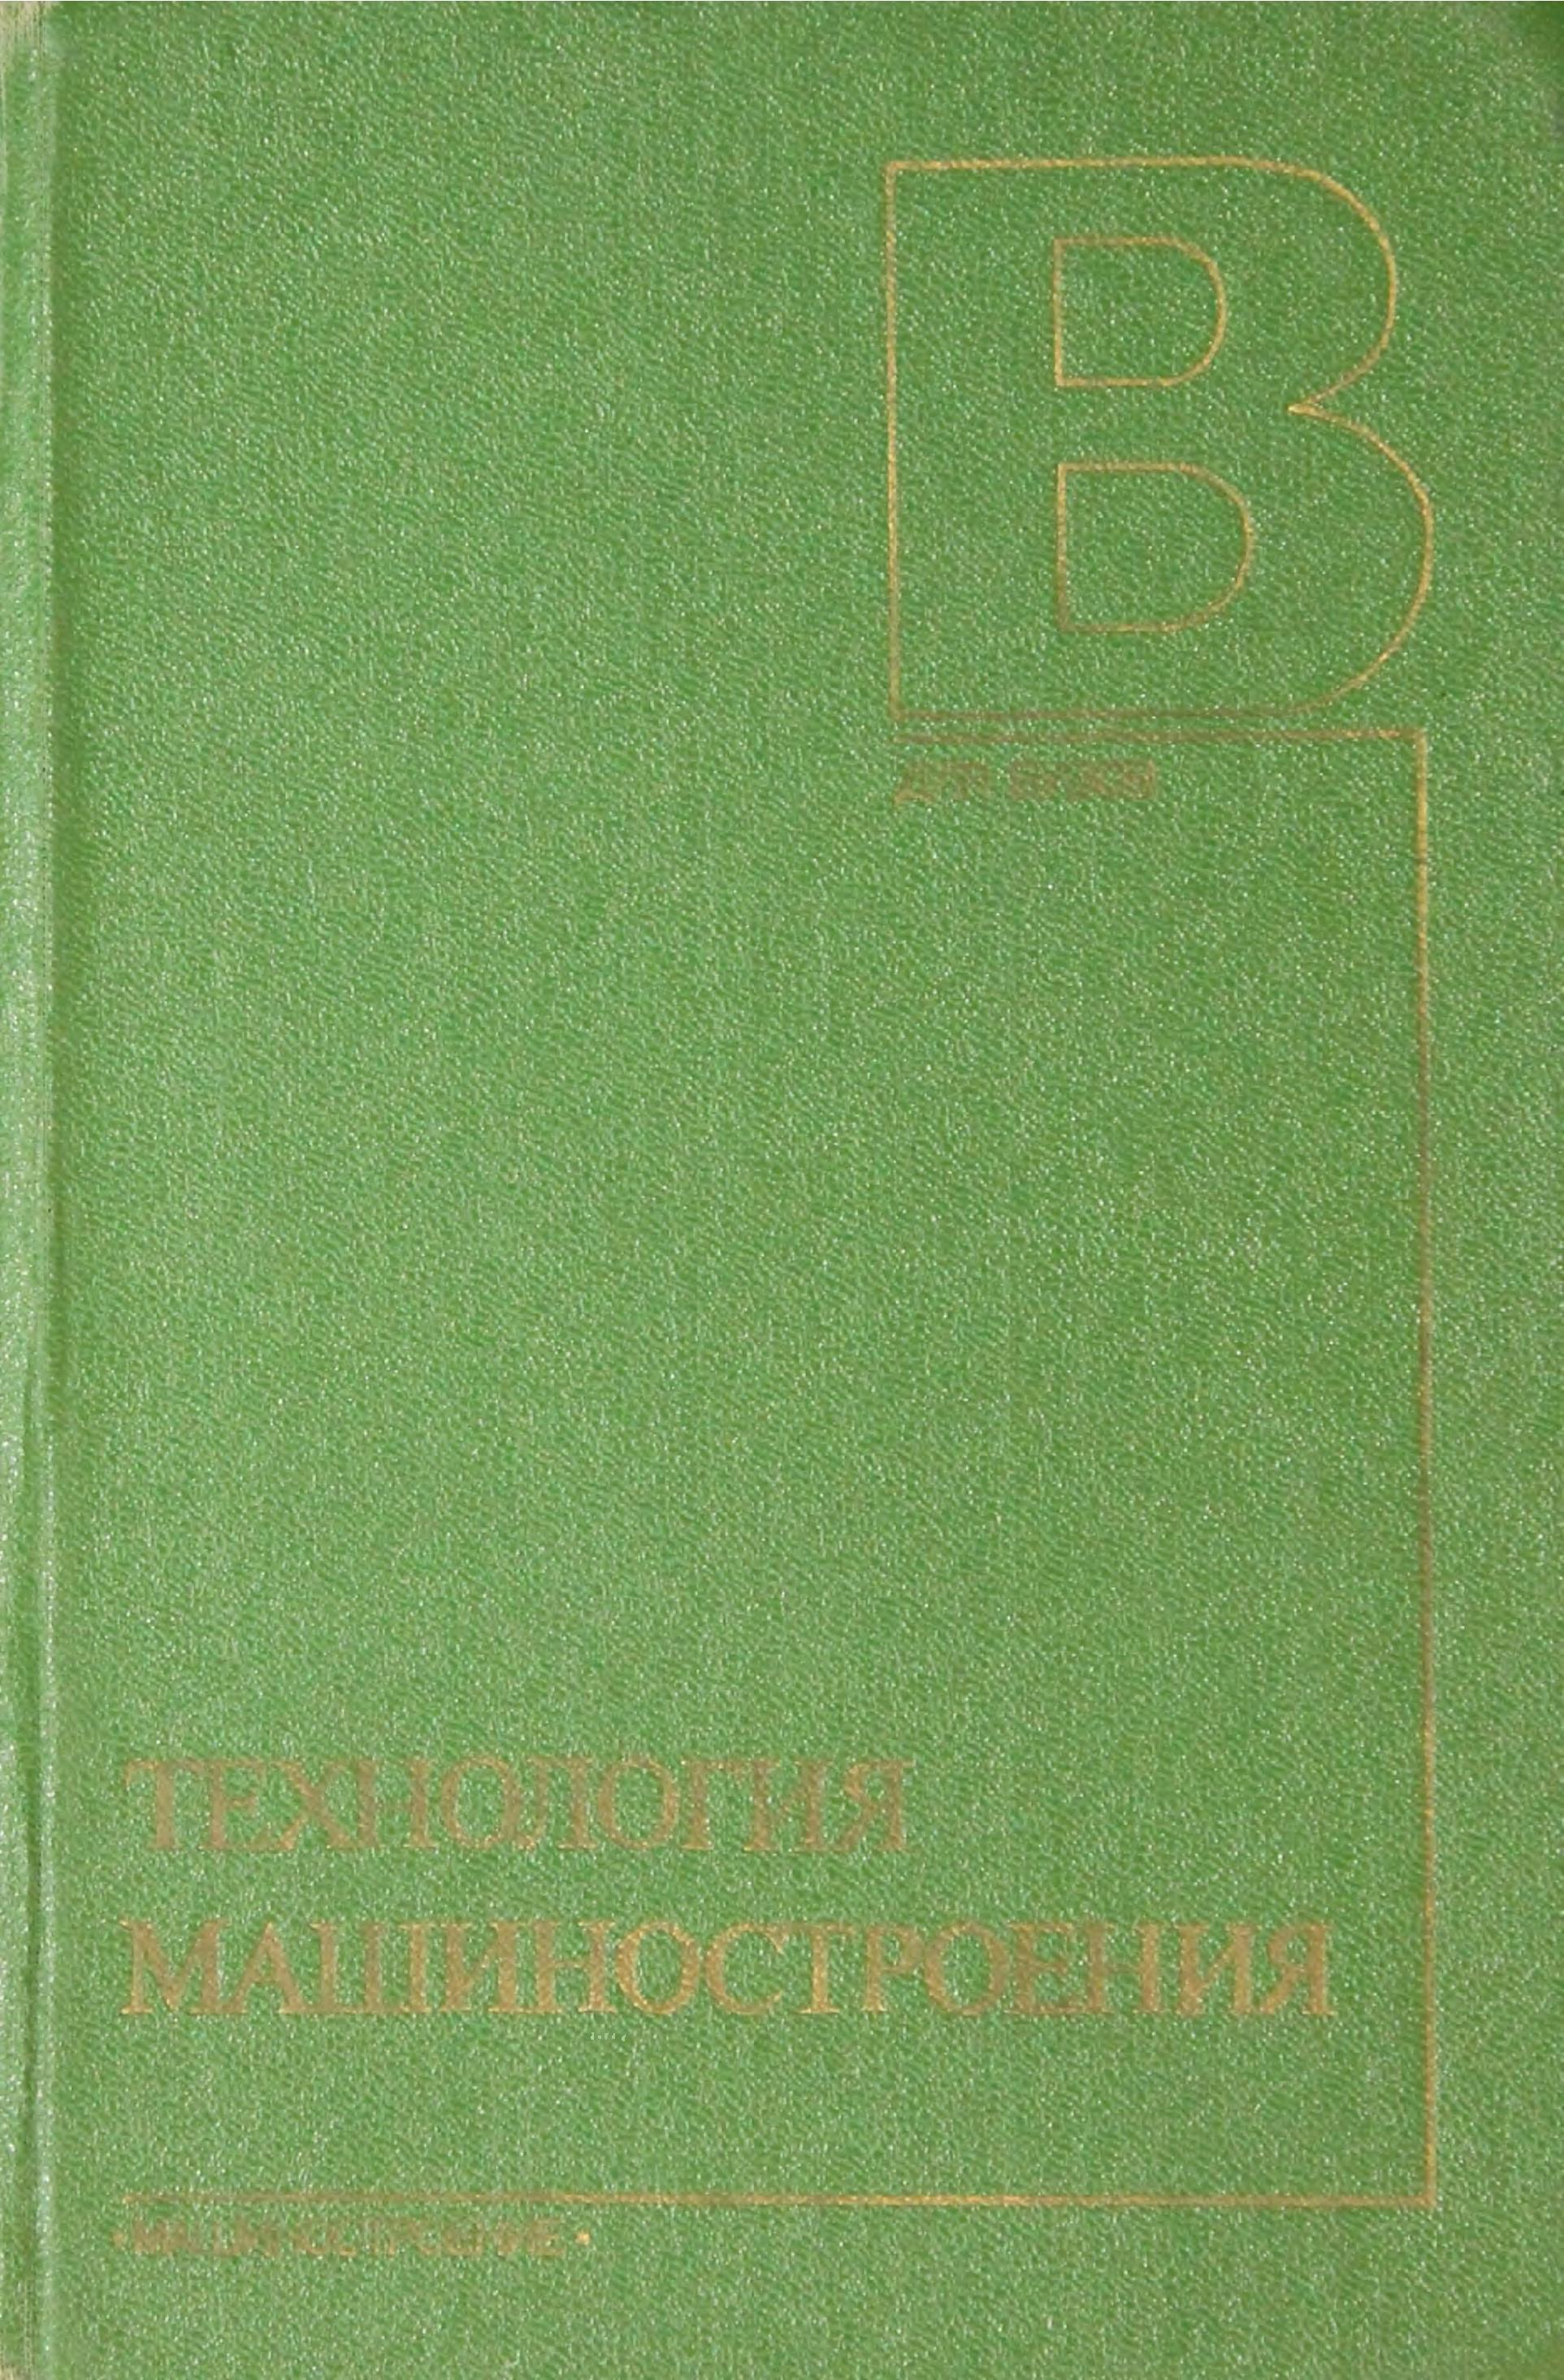 В
ДЛЯ ВУЗОВ
ТЕХНОЛОГИЯ
МАШИНОСТРОЕНИЯ
«МАШИНОСТРОЕНИЕ»